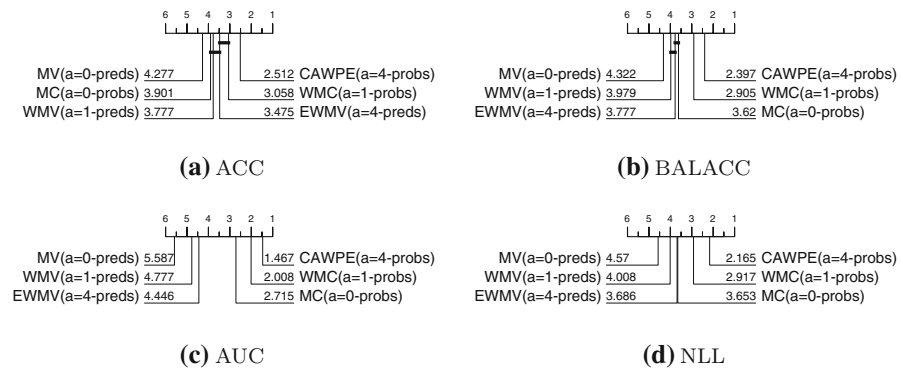 6 5 4 3 2 1
MV(a=0-preds) 4.277 2.512 CAWPE(a=4-probs)
MC(a=0-probs) 3.901 3.058 WMC(a=1-probs)
WMV(a=1-preds) 3.777 3.475 EWMV(a=4-preds)
(a) ACC
6 5 4 3 2 1
MV(a=0-preds) 4.322 2.397 CAWPE(a=4-probs)
WMV(a=1-preds) 3.979 2.905 WMC(a=1-probs)
EWMV(a=4-preds) 3.777 3.62 MC(a=0-probs)
(b) BALACC
6 5 4 3 2 1
MV(a=0-preds) 5.587 1.467 CAWPE(a=4-probs)
WMV(a=1-preds) 4.777 2.008 WMC(a=1-probs)
EWMV(a=4-preds) 4.446 2.715 MC(a=0-probs)
(c) AUC
6 5 4 3 2 1
MV(a=0-preds) 4.57 2.165 CAWPE(a=4-probs)
WMV(a=1-preds) 4.008 2.917 WMC(a=1-probs)
EWMV(a=4-preds) 3.686 3.653 MC(a=0-probs)
(d) NLL